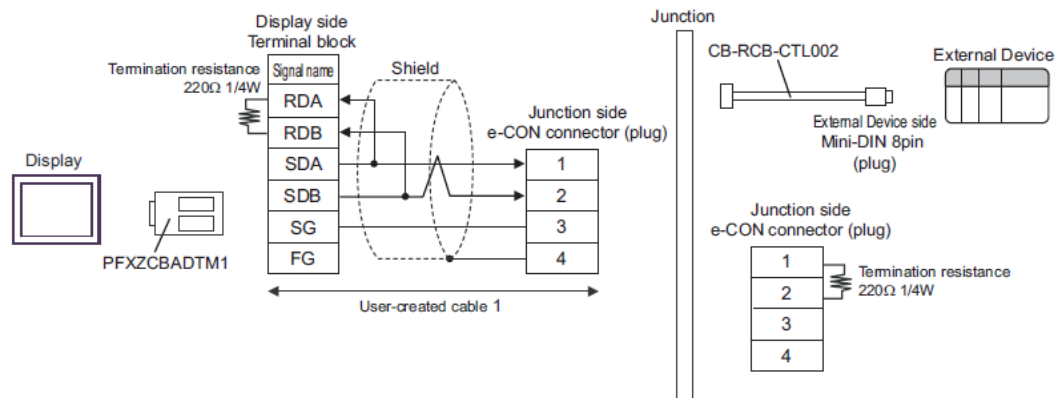 Display
PFXZCBADTM1
Display side
Terminal block
Termination resistance
220Ω 1/4W
Signal name
RDA
RDB
SDA
SDB
SG
FG
Shield
Junction side
e-CON connector (plug)
1
2
3
4
User-created cable 1
Junction
CB-RCB-CTL002
External Device
External Device side
Mini-DIN 8pin
(plug)
Junction side
e-CON connector (plug)
1
2
3
4
Termination resistance
220Ω 1/4W